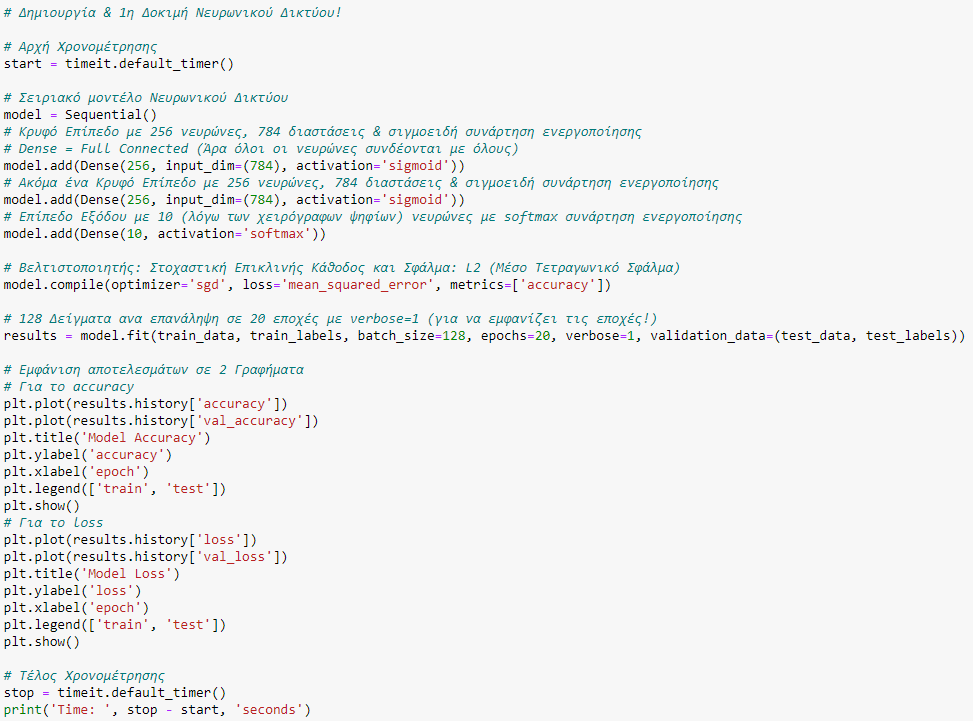 # Δημιουργία & 1η Δοκιμή Νευρωνικού Δικτύου!
# Αρχή Χρονομέτρησης
start = timeit.default_timer()
# Σειριακό μοντέλο Νευρωνικού Δικτύου
model = Sequential()
# Κρυφό Επίπεδο με 256 νευρώνες, 784 διαστάσεις & σιγμοειδή συνάρτηση ενεργοποίησης
# Dense = Full Connected (Άρα όλοι οι νευρώνες συνδέονται με όλους)
model.add(Dense(256, input_dim=(784), activation='sigmoid'))
# Ακόμα ένα Κρυφό Επίπεδο με 256 νευρώνες, 784 διαστάσεις & σιγμοειδή συνάρτηση ενεργοποίησης
model.add(Dense(256, input_dim=(784), activation='sigmoid'))
# Επίπεδο Εξόδου με 10 (λόγω των χειρόγραφων ψηφίων) νευρώνες με softmax συνάρτηση ενεργοποίησης
model.add(Dense(10, activation='softmax'))
# Βελτιστοποιητής: Στοχαστική Επικλινής Κάθοδος και Σφάλμα: L2 (Μέσο Τετραγωνικό Σφάλμα)
model.compile(optimizer='sgd', loss='mean_squared_error', metrics=['accuracy'])
# 128 Δείγματα ανα επανάληψη σε 20 εποχές με verbose=1 (για να εμφανίζει τις εποχές!)
results = model.fit(train_data, train_labels, batch_size=128, epochs=20, verbose=1, validation_data=(test_data, test_labels))
# Εμφάνιση αποτελεσμάτων σε 2 Γραφήματα
# Για το accuracy
plt.plot(results.history['accuracy'])
plt.plot(results.history['val_accuracy'])
plt.title('Model Accuracy')
plt.ylabel('accuracy')
plt.xlabel('epoch')
plt.legend(['train', 'test'])
plt.show()
# Για το loss
plt.plot(results.history['loss'])
plt.plot(results.history['val_loss'])
plt.title('Model Loss')
plt.ylabel('loss')
plt.xlabel('epoch')
plt.legend(['train', 'test'])
plt.show()
# Τέλος Χρονομέτρησης
stop = timeit.default_timer()
print('Time: ', stop - start, 'seconds')